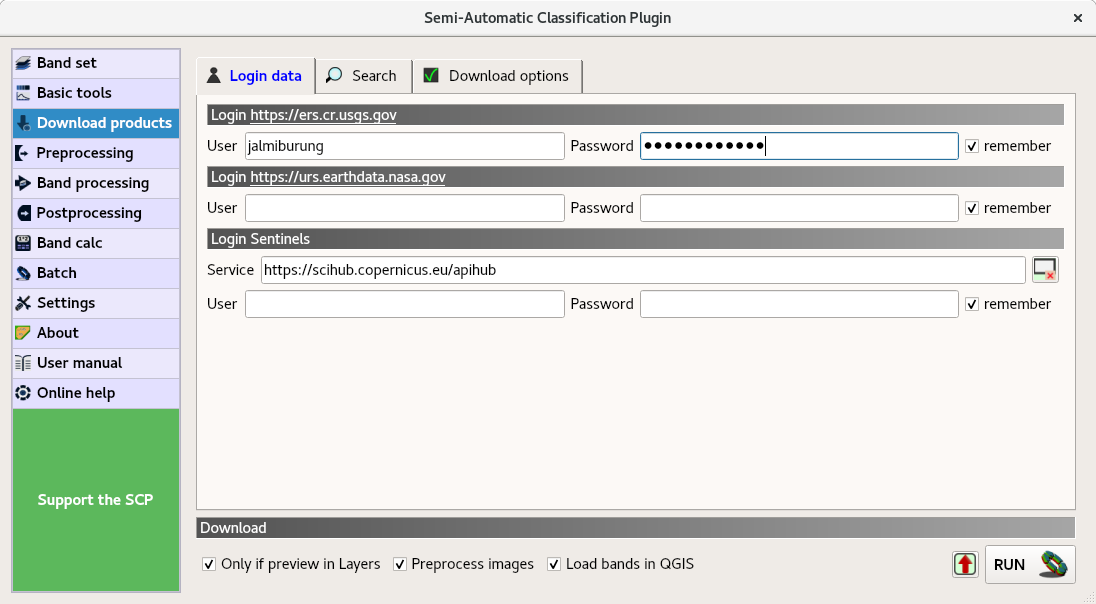 Semi-Automatic Classification Plugin
Band set
Basic tools
Download products
Preprocessing
Band processing
Postprocessing
Band calc
Batch
Settings
About
User manual
Online help
Support the SCP
Login data Search Download options
Login https://ers.cr.usgs.gov
User jalmiburung Password ●●●●●●●●●●●● remember
Login https://urs.earthdata.nasa.gov
User Password remember
Login Sentinels
Service https://scihub.copernicus.eu/apihub
User Password remember
Download
Only if preview in Layers Preprocess images Load bands in QGIS RUN